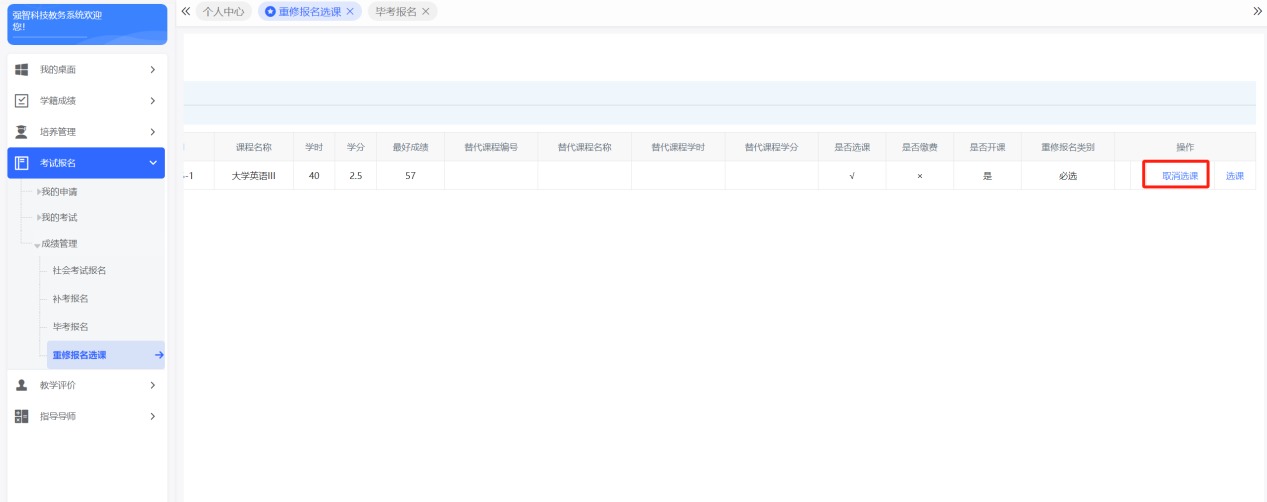 强智科技教务系统欢迎
您!
个人中心
重修报名选课
毕考报名
我的桌面
学籍成绩
培养管理
考试报名
我的申请
我的考试
成绩管理
社会考试报名
补考报名
毕考报名
重修报名选课
教学评价
指导导师
课程名称 学时 学分 最好成绩 替代课程编号 替代课程名称 替代课程学时 替代课程学分 是否选课 是否缴费 是否开课 重修报名类别 操作
-1 大学英语III 40 2.5 57 √ × 是 必选 取消选课 选课